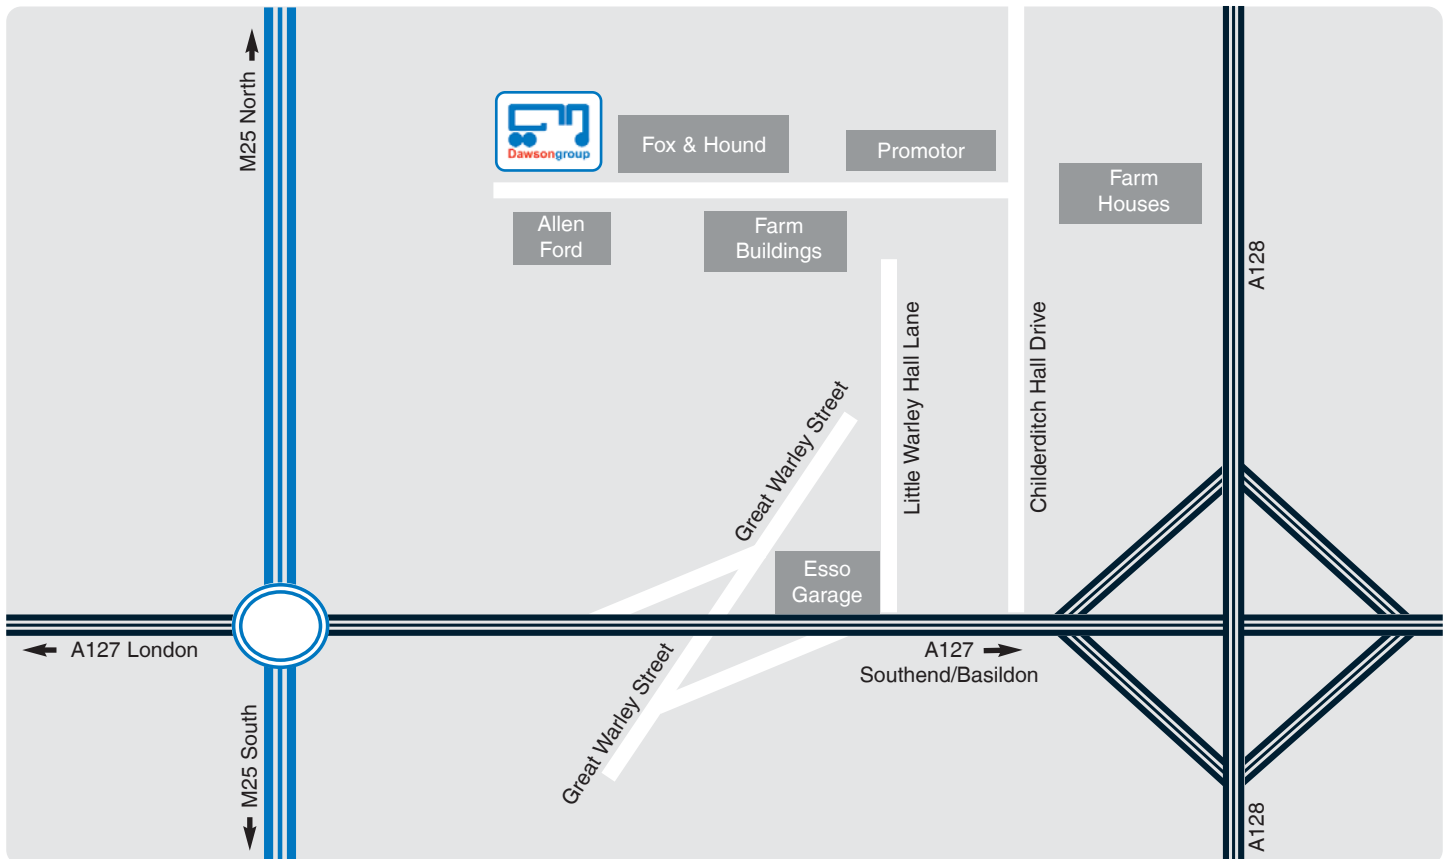 M25 North
Dawsongroup
Fox & Hound
Promotor
Farm
Houses
Allen
Ford
Farm
Buildings
A128
Little Warley Hall Lane
Childerditch Hall Drive
Great Warley Street
Esso
Garage
A127 London
A127
Southend/Basildon
Great Warley Street
M25 South
A128